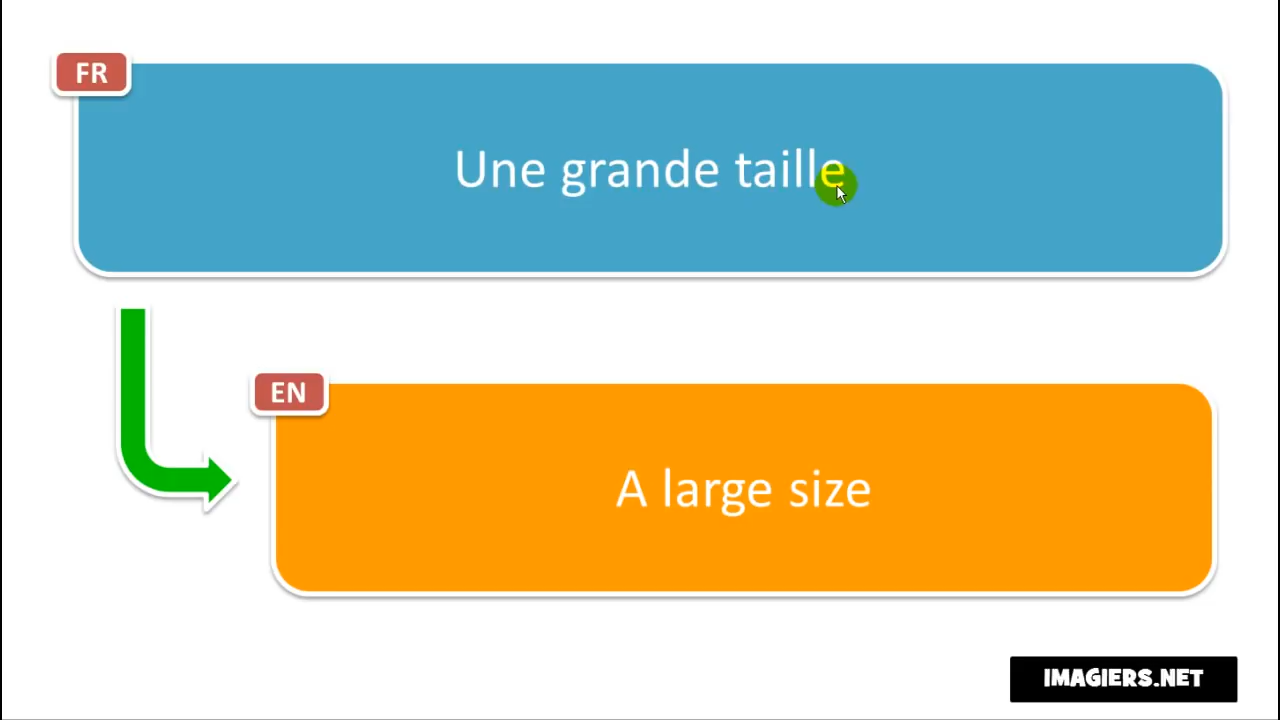 FR
Une grande taille
EN
A large size
IMAGIERS.NET